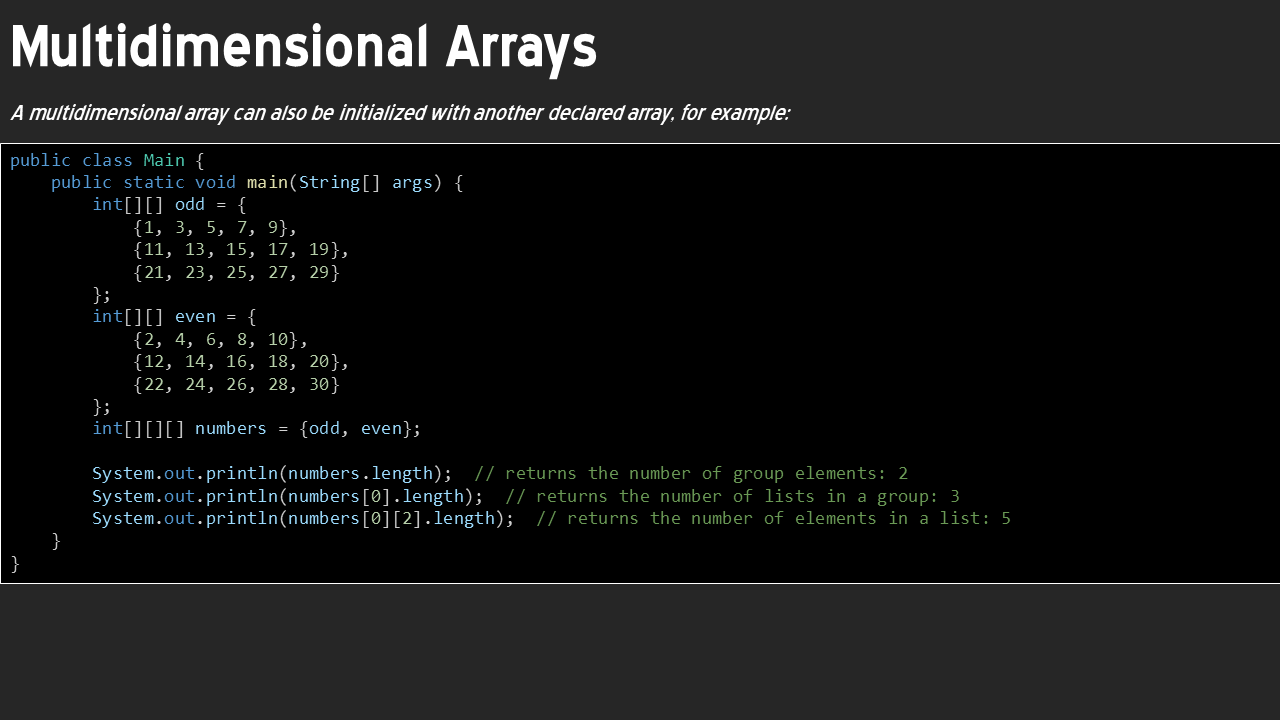 Multidimensional Arrays
A multidimensional array can also be initialized with another declared array, for example:
public class Main {
    public static void main(String[] args) {
        int[][] odd = {
            {1, 3, 5, 7, 9},
            {11, 13, 15, 17, 19},
            {21, 23, 25, 27, 29}
        };
        int[][] even = {
            {2, 4, 6, 8, 10},
            {12, 14, 16, 18, 20},
            {22, 24, 26, 28, 30}
        };
        int[][][] numbers = {odd, even};

        System.out.println(numbers.length);  // returns the number of group elements: 2
        System.out.println(numbers[0].length);  // returns the number of lists in a group: 3
        System.out.println(numbers[0][2].length);  // returns the number of elements in a list: 5
    }
}